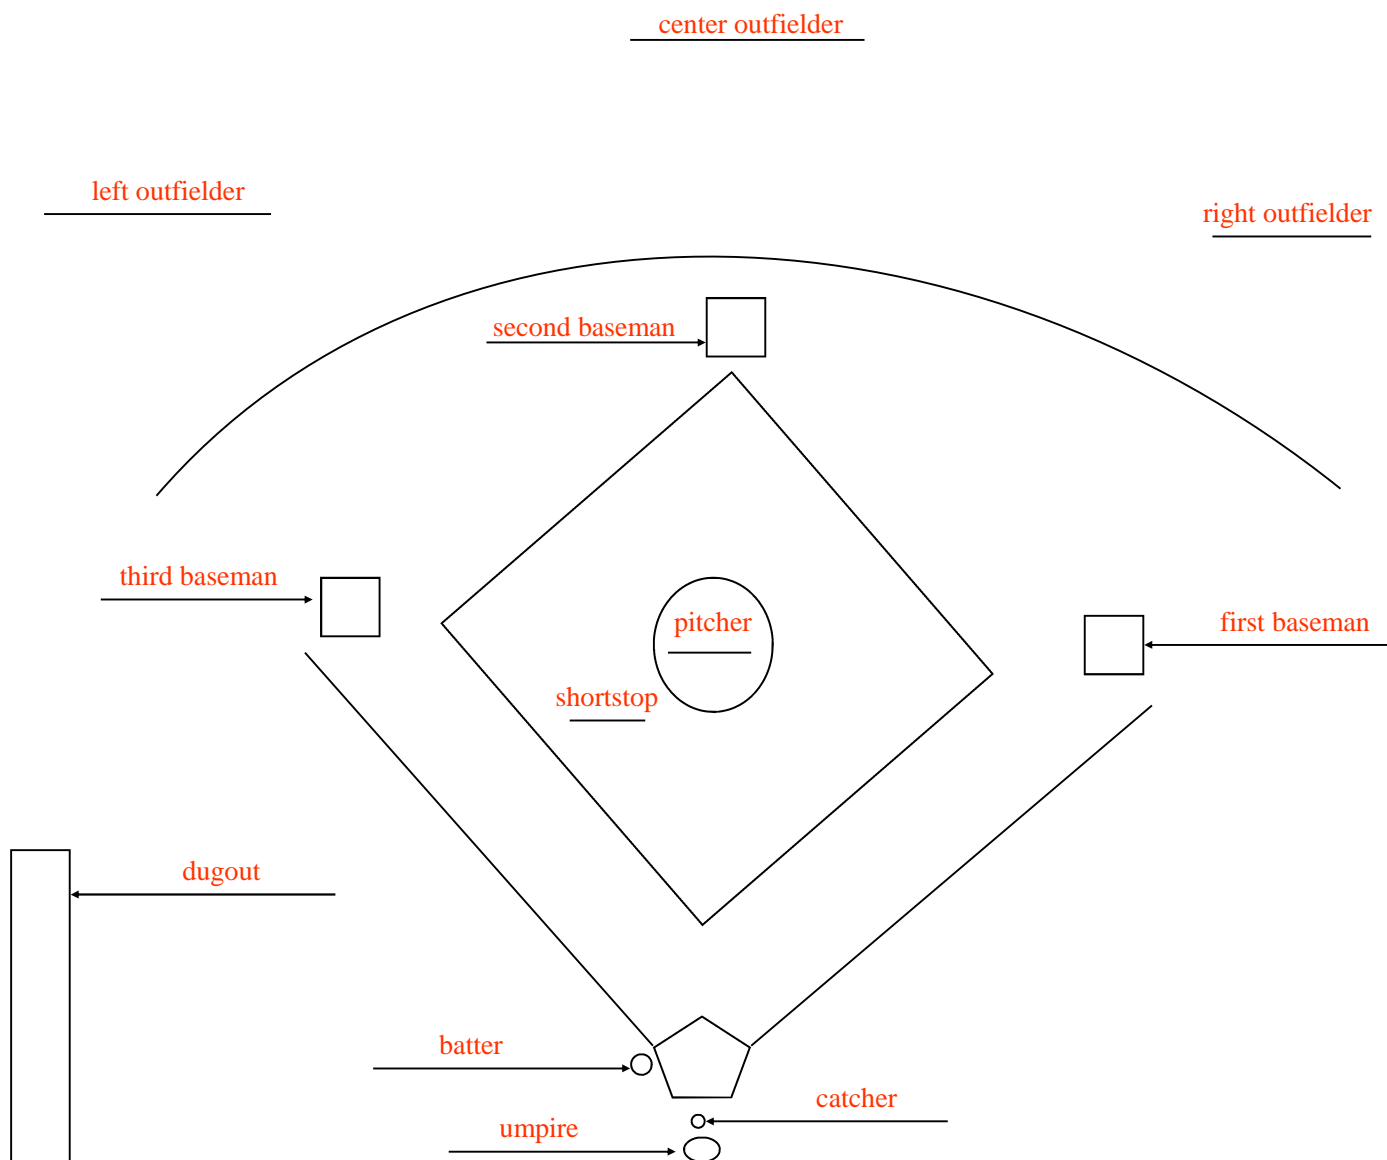 center outfielder
left outfielder
right outfielder
second baseman
third baseman
pitcher
first baseman
shortstop
dugout
batter
catcher
umpire